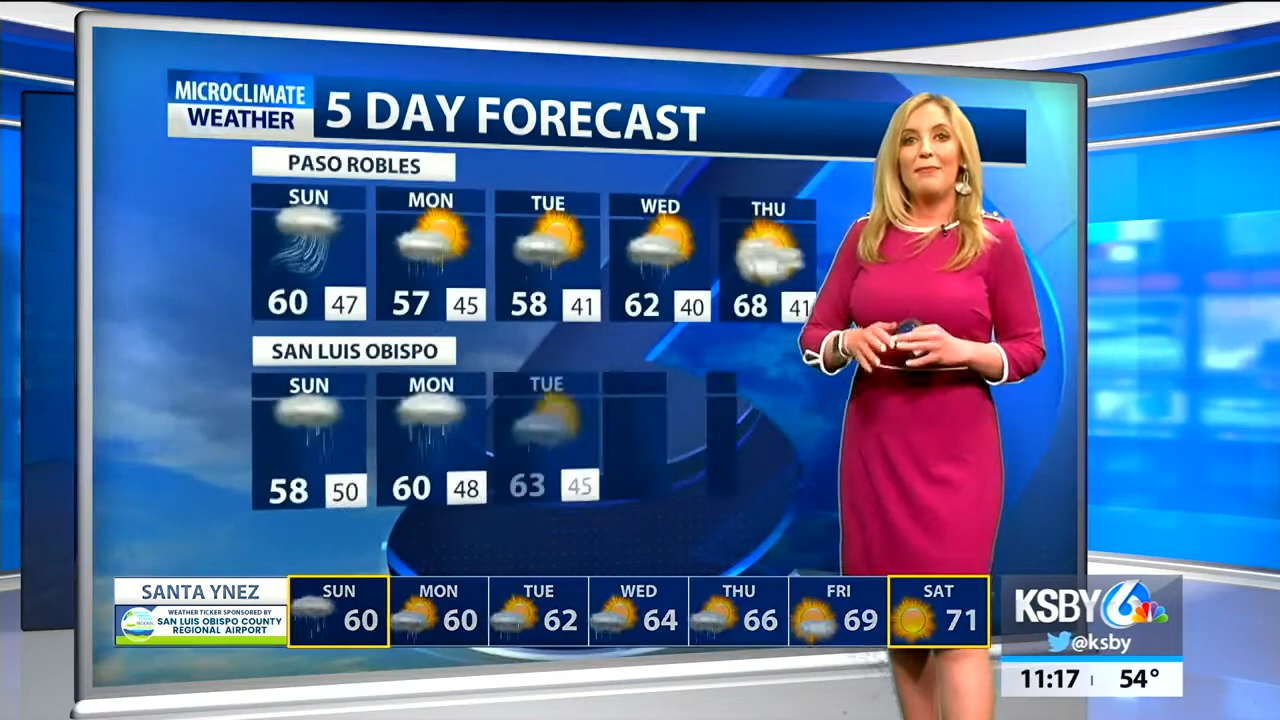 MICROCLIMATE
WEATHER
5 DAY FORECAST
PASO ROBLES
SUN MON TUE WED THU
60 47 57 45 58 41 62 40 68 41
SAN LUIS OBISPO
SUN MON TUE
58 50 60 48 63 45
SANTA YNEZ
WEATHER TICKER SPONSORED BY
SAN LUIS OBISPO COUNTY
REGIONAL AIRPORT
SUN MON TUE WED THU FRI SAT
60 60 62 64 66 69 71
KSBY 6
@ksby
11:17 54°